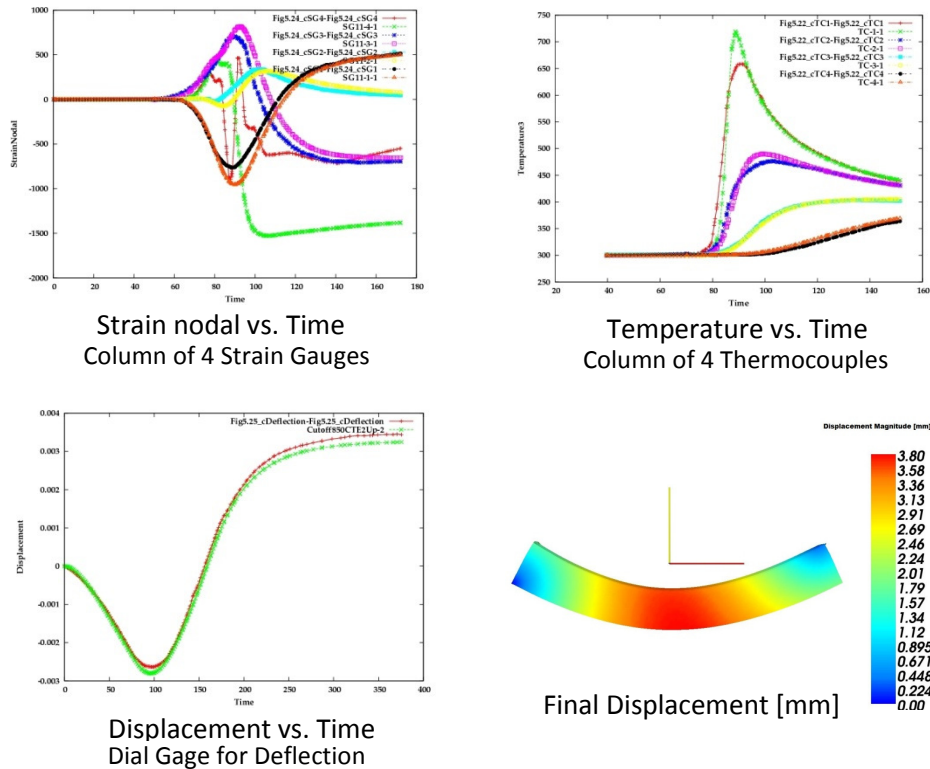 1000
500
0
-500
-1000
-1500
-2000
0 20 40 60 80 100 120 140 160 180
StrainNodal
Time
Fig5.24_cSG4-Fig5.24_cSG4
SG11-4-1
Fig5.24_cSG3-Fig5.24_cSG3
SG11-3-1
Fig5.24_cSG2-Fig5.24_cSG2
SG11-1-1
Strain nodal vs. Time
Column of 4 Strain Gauges
750
700
650
600
550
500
450
400
350
300
250
0 20 40 60 80 100 120 140 160
Temperature3
Time
Fig5.22_cTC1-Fig5.22_cTC1
TC-1-1
Fig5.22_cTC2-Fig5.22_cTC2
TC-2-1
Fig5.22_cTC3-Fig5.22_cTC3
TC-3-1
Fig5.22_cTC4-Fig5.22_cTC4
TC-4-1
Temperature vs. Time
Column of 4 Thermocouples
0.004
0.003
0.002
0.001
0
-0.001
-0.002
-0.003
0 50 100 150 200 250 300 350 400
Displacement
Time
Fig5.25_cDeflection-Fig5.25_cDeflection
Cutoff850CTE2Up-2
Displacement vs. Time
Dial Gage for Deflection
Displacement Magnitude [mm]
3.80
3.58
3.36
3.13
2.91
2.69
2.46
2.24
2.01
1.79
1.57
1.34
1.12
0.895
0.671
0.448
0.224
0.00
Final Displacement [mm]